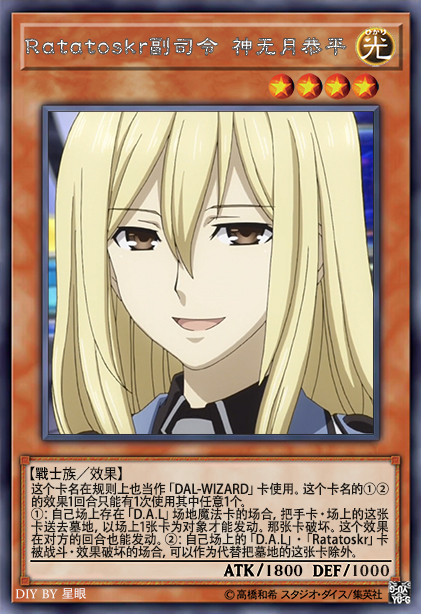 Ratatoskr副司令 神无月恭平
ひかり
光
【戰士族／效果】
这个卡名在规则上也当作「DAL-WIZARD」卡使用。这个卡名的①②
的效果1回合只能有1次使用其中任意1个。
①：自己场上存在「D.A.L」场地魔法卡的场合，把手卡·场上的这张
卡送去墓地，以场上1张卡为对象才能发动。那张卡破坏。这个效果
在对方的回合也能发动。②：自己场上的「D.A.L」·「Ratatoskr」卡
被战斗·效果破坏的场合，可以作为代替把墓地的这张卡除外。
ATK/1800 DEF/1000
DIY BY 星眼
©高橋和希 スタジオ·ダイス/集英社